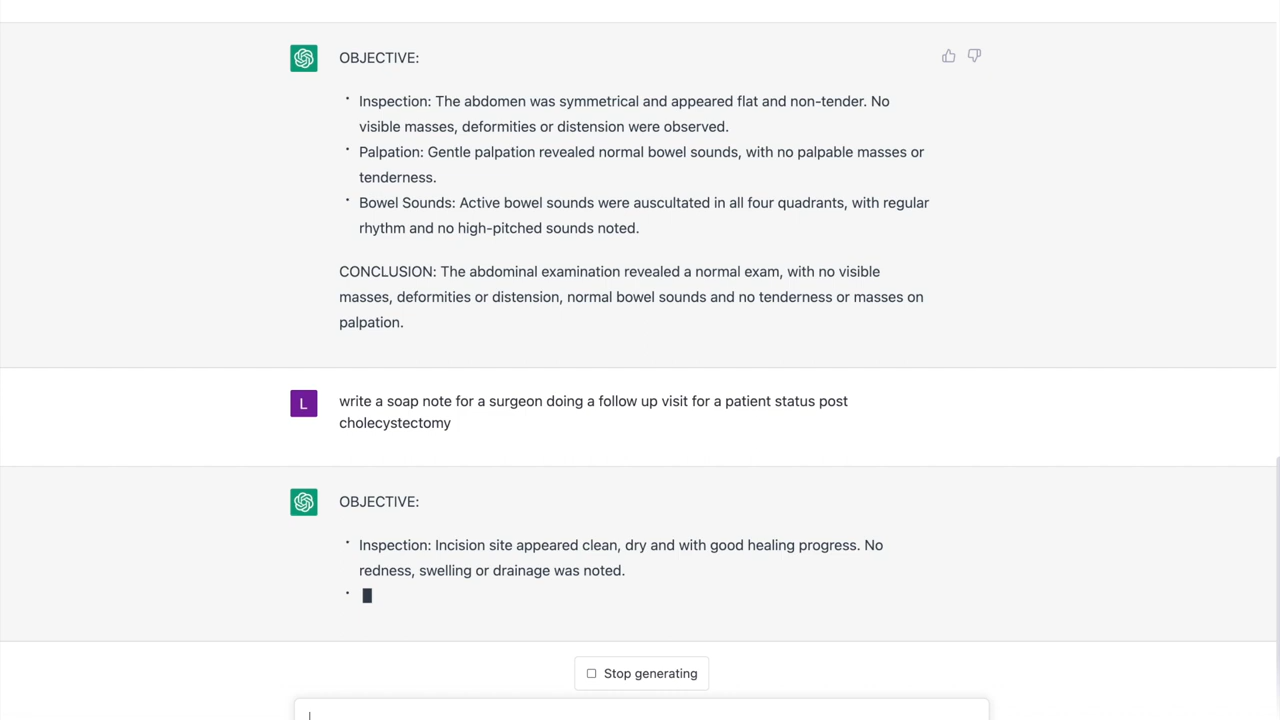 OBJECTIVE:
• Inspection: The abdomen was symmetrical and appeared flat and non-tender. No
visible masses, deformities or distension were observed.
• Palpation: Gentle palpation revealed normal bowel sounds, with no palpable masses or
tenderness.
• Bowel Sounds: Active bowel sounds were auscultated in all four quadrants, with regular
rhythm and no high-pitched sounds noted.
CONCLUSION: The abdominal examination revealed a normal exam, with no visible
masses, deformities or distension, normal bowel sounds and no tenderness or masses on
palpation.
L
write a soap note for a surgeon doing a follow up visit for a patient status post
cholecystectomy
OBJECTIVE:
• Inspection: Incision site appeared clean, dry and with good healing progress. No
redness, swelling or drainage was noted.
•
Stop generating